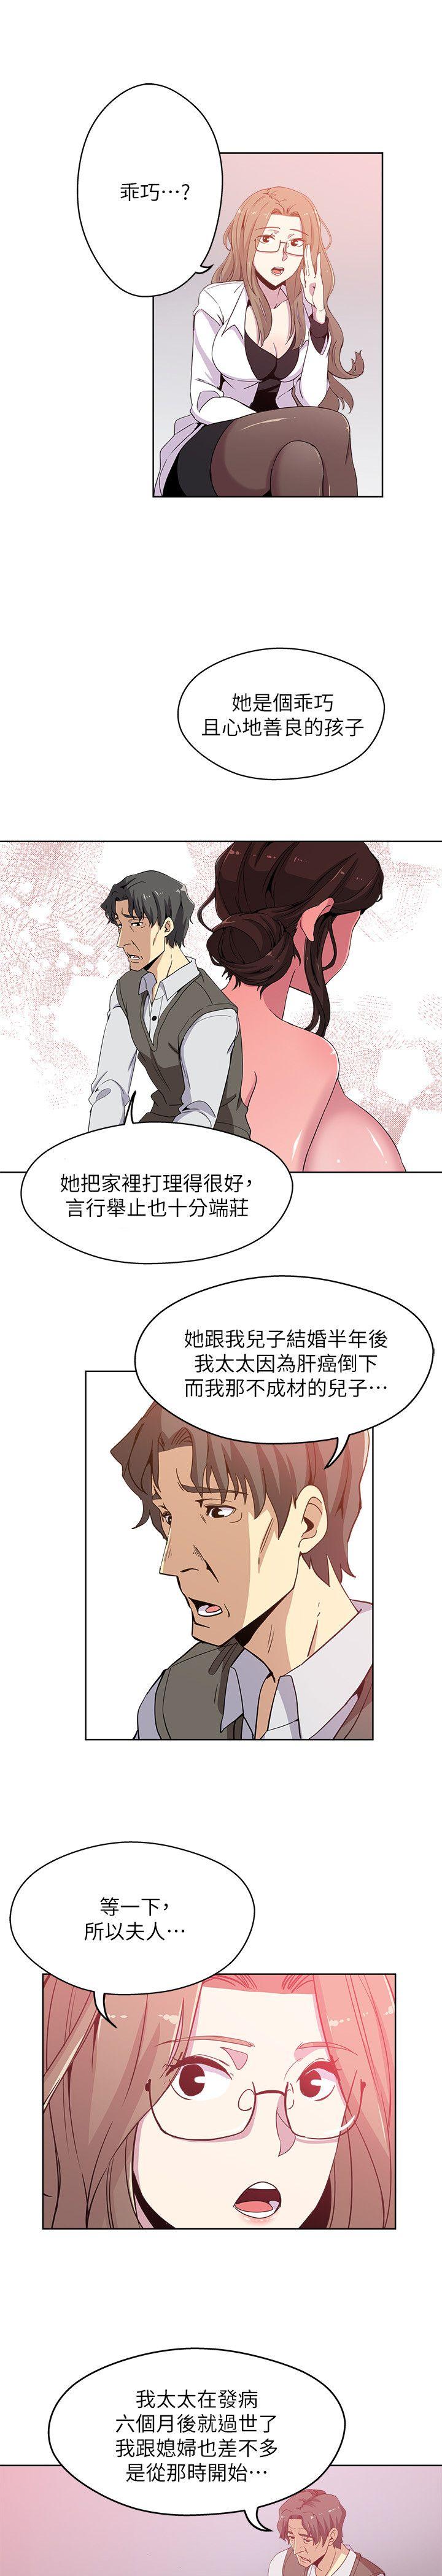 乖巧⋯?
她是個乖巧
且心地善良的孩子
她把家裡打理得很好,
言行舉止也十分端莊
她跟我兒子結婚半年後
我太太因為肝癌倒下
而我那不成材的兒子⋯
等一下,
所以夫人⋯
我太太在發病
六個月後就過世了
我跟媳婦也差不多
是從那時開始⋯